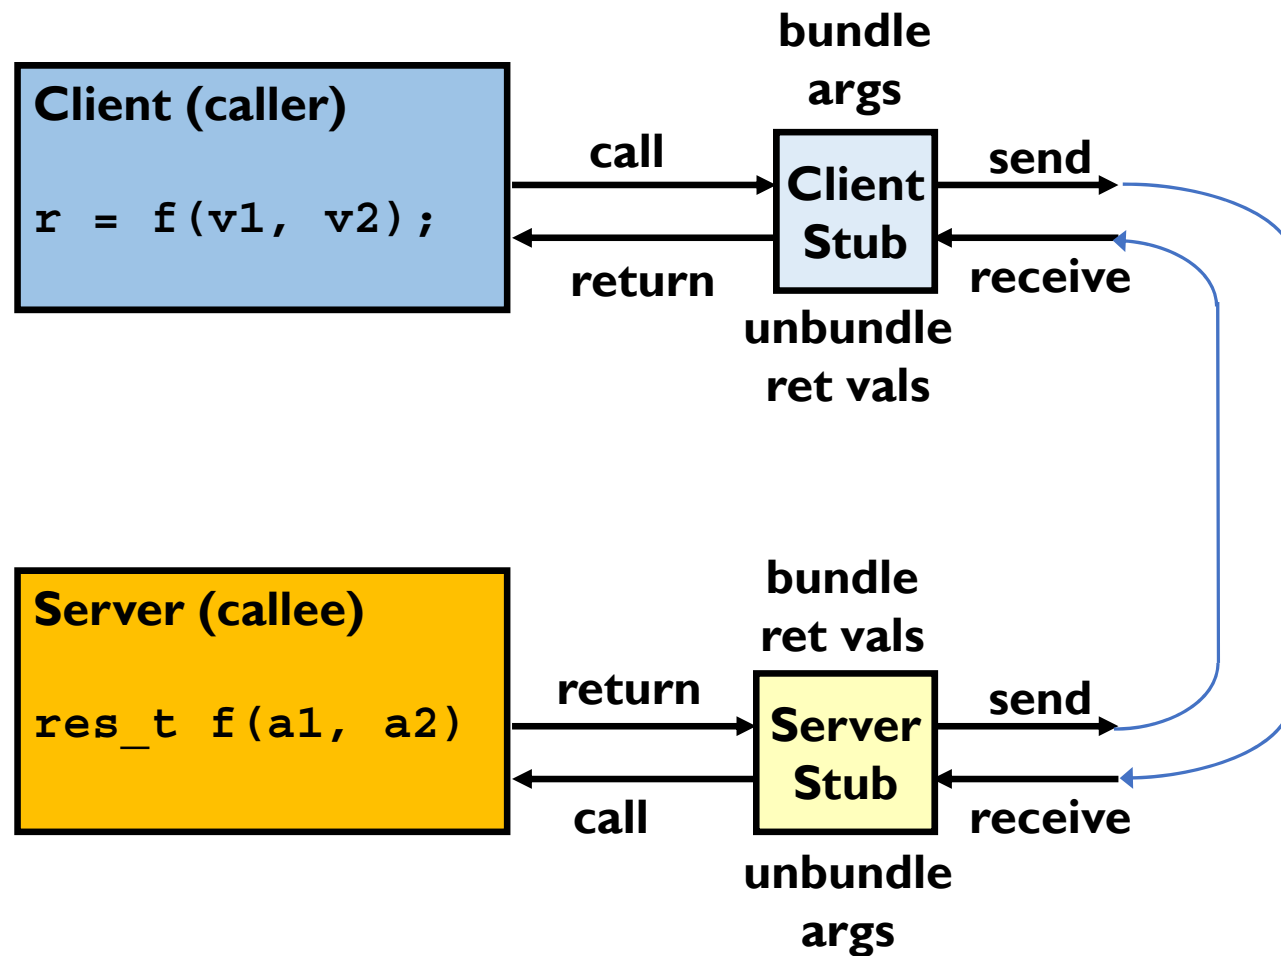 bundle
args
Client (caller)
r = f(v1, v2);
call
return
Client
Stub
send
receive
unbundle
ret vals
Server (callee)
res_t f(a1, a2)
bundle
ret vals
return
call
Server
Stub
send
receive
unbundle
args